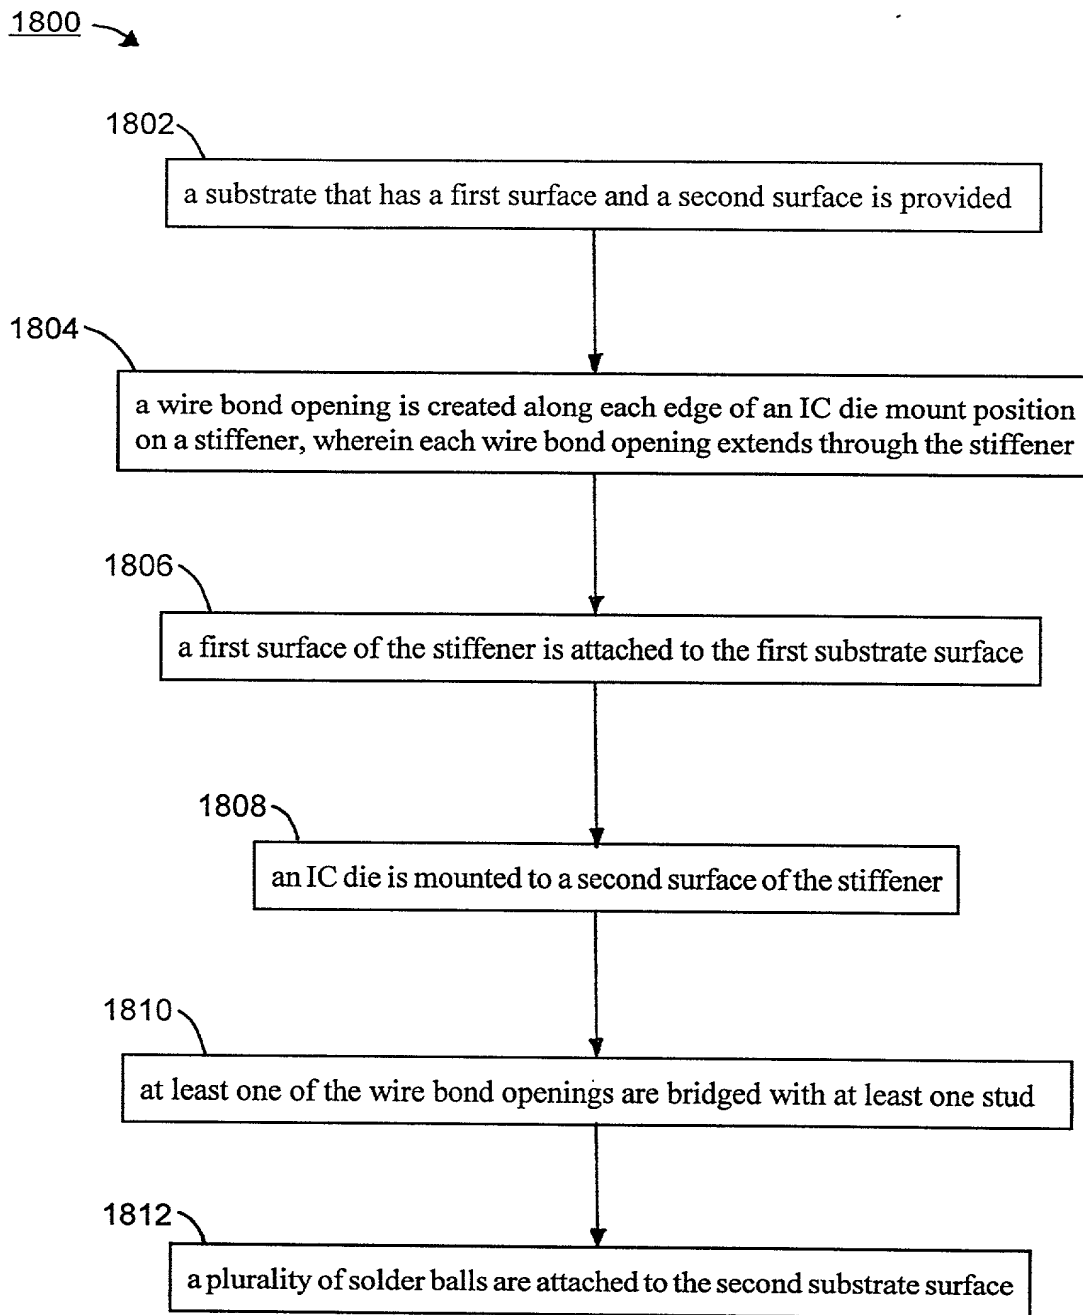 1800
1802
a substrate that has a first surface and a second surface is provided
1804
a wire bond opening is created along each edge of an IC die mount position
on a stiffener, wherein each wire bond opening extends through the stiffener
1806
a first surface of the stiffener is attached to the first substrate surface
1808
an IC die is mounted to a second surface of the stiffener
1810
at least one of the wire bond openings are bridged with at least one stud
1812
a plurality of solder balls are attached to the second substrate surface